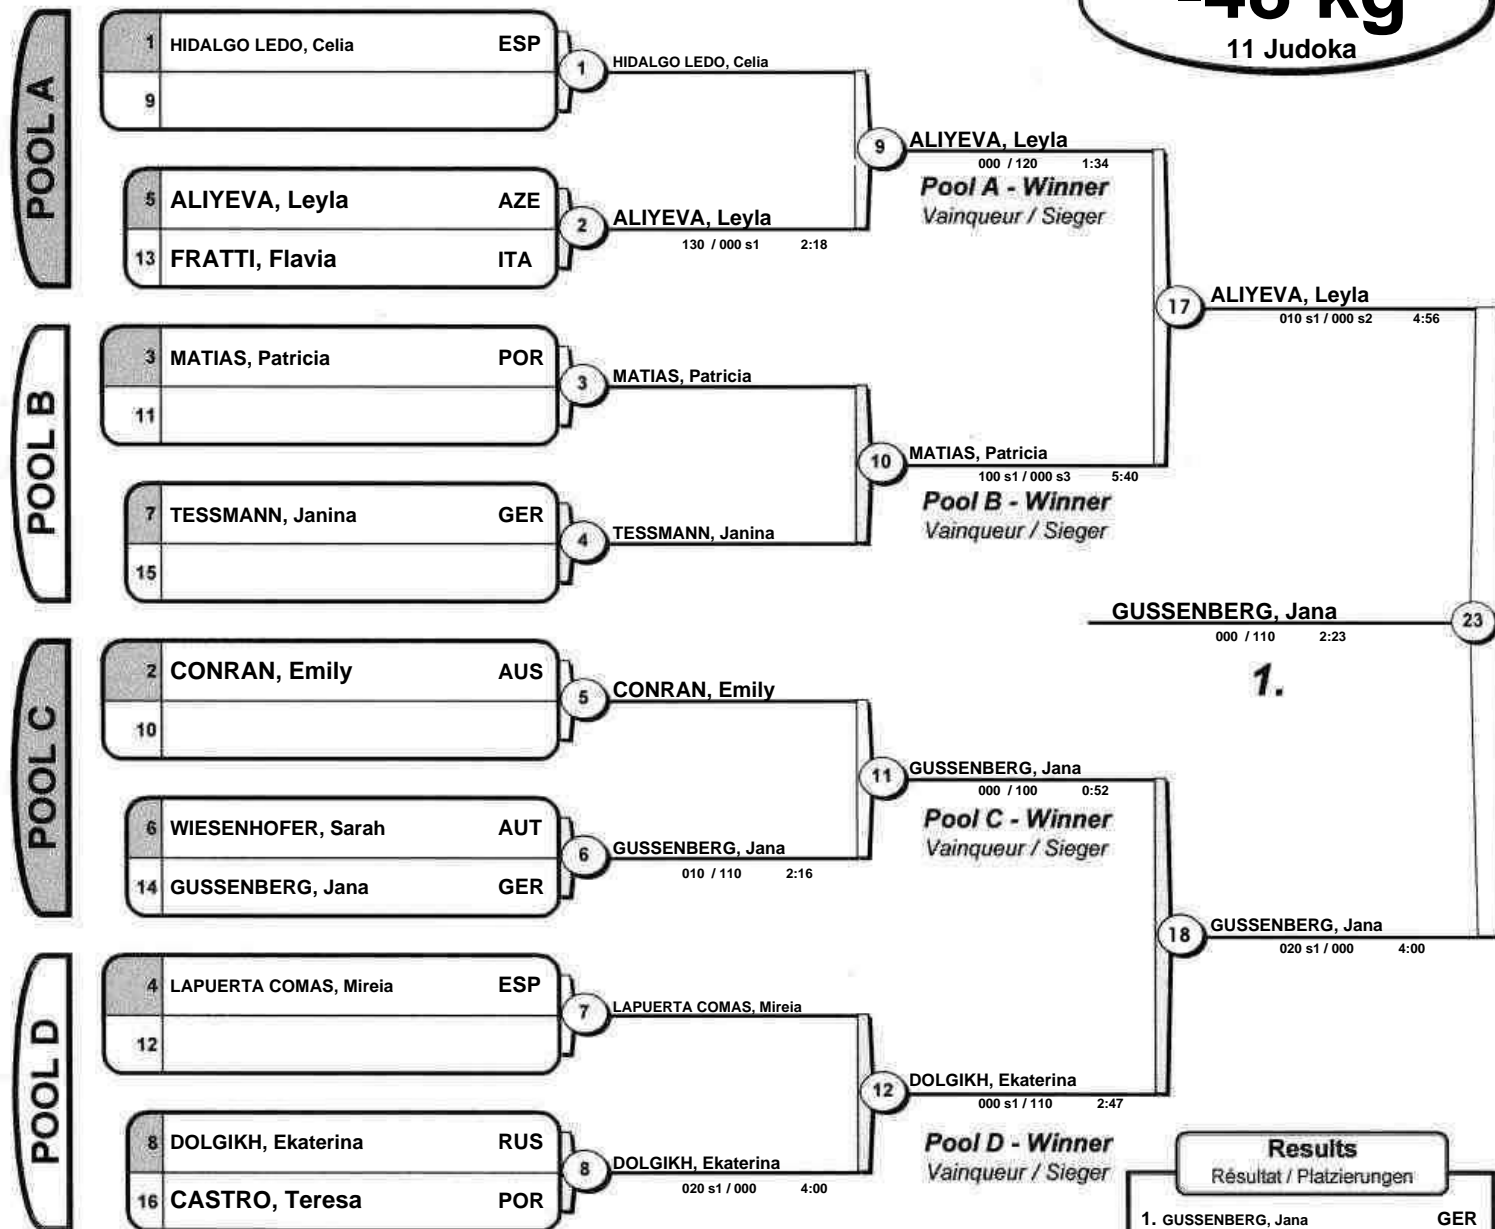 -48 kg
11 Judoka
POOL A
1 HIDALGO LEDO, Celia ESP
9
5 ALIYEVA, Leyla AZE
13 FRATTI, Flavia ITA
1 HIDALGO LEDO, Celia
2 ALIYEVA, Leyla
130 / 000 s1 2:18
9 ALIYEVA, Leyla
000 / 120 1:34
Pool A - Winner
Vainqueur / Sieger
POOL B
3 MATIAS, Patricia POR
11
7 TESSMANN, Janina GER
15
3 MATIAS, Patricia
4 TESSMANN, Janina
10 MATIAS, Patricia
100 s1 / 000 s3 5:40
Pool B - Winner
Vainqueur / Sieger
17 ALIYEVA, Leyla
010 s1 / 000 s2 4:56
GUSSENBERG, Jana 23
000 / 110 2:23
1.
POOL C
2 CONRAN, Emily AUS
10
6 WIESENHOFER, Sarah AUT
14 GUSSENBERG, Jana GER
5 CONRAN, Emily
6 GUSSENBERG, Jana
010 / 110 2:16
11 GUSSENBERG, Jana
000 / 100 0:52
Pool C - Winner
Vainqueur / Sieger
POOL D
4 LAPUERTA COMAS, Mireia ESP
12
8 DOLGIKH, Ekaterina RUS
16 CASTRO, Teresa POR
7 LAPUERTA COMAS, Mireia
8 DOLGIKH, Ekaterina
020 s1 / 000 4:00
12 DOLGIKH, Ekaterina
000 s1 / 110 2:47
Pool D - Winner
Vainqueur / Sieger
18 GUSSENBERG, Jana
020 s1 / 000 4:00
Results
Résultat / Platzierungen
1. GUSSENBERG, Jana GER